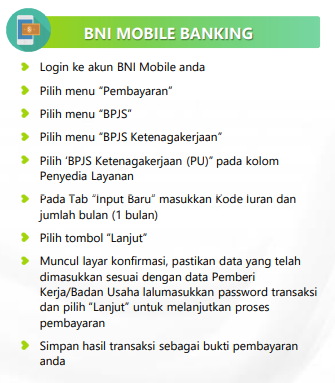 BNI MOBILE BANKING
Login ke akun BNI Mobile anda
Pilih menu “Pembayaran”
Pilih menu “BPJS”
Pilih menu “BPJS Ketenagakerjaan”
Pilih ‘BPJS Ketenagakerjaan (PU)” pada kolom
Penyedia Layanan
Pada Tab “Input Baru” masukkan Kode Iuran dan
jumlah bulan (1 bulan)
Pilih tombol “Lanjut”
Muncul layar konfirmasi, pastikan data yang telah
dimasukkan sesuai dengan data Pemberi
Kerja/Badan Usaha lalumasukkan password transaksi
dan pilih “Lanjut” untuk melanjutkan proses
pembayaran
Simpan hasil transaksi sebagai bukti pembayaran
anda